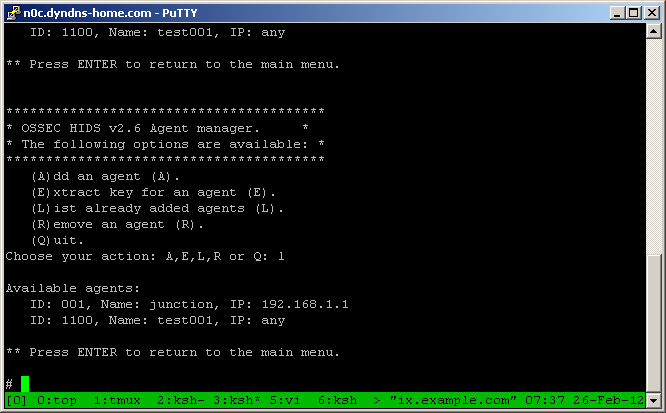 n0c.dyndns-home.com - PuTTY
ID: 1100, Name: test001, IP: any
** Press ENTER to return to the main menu.
****************************************
* OSSEC HIDS v2.6 Agent manager.     *
* The following options are available: *
****************************************
(A)dd an agent (A).
(E)xtract key for an agent (E).
(L)ist already added agents (L).
(R)emove an agent (R).
(Q)uit.
Choose your action: A,E,L,R or Q: l
Available agents:
ID: 001, Name: junction, IP: 192.168.1.1
ID: 1100, Name: test001, IP: any
** Press ENTER to return to the main menu.
#
[0] 0:top  1:tmux  2:ksh- 3:ksh* 5:vi  6:ksh  > "ix.example.com" 07:37 26-Feb-12